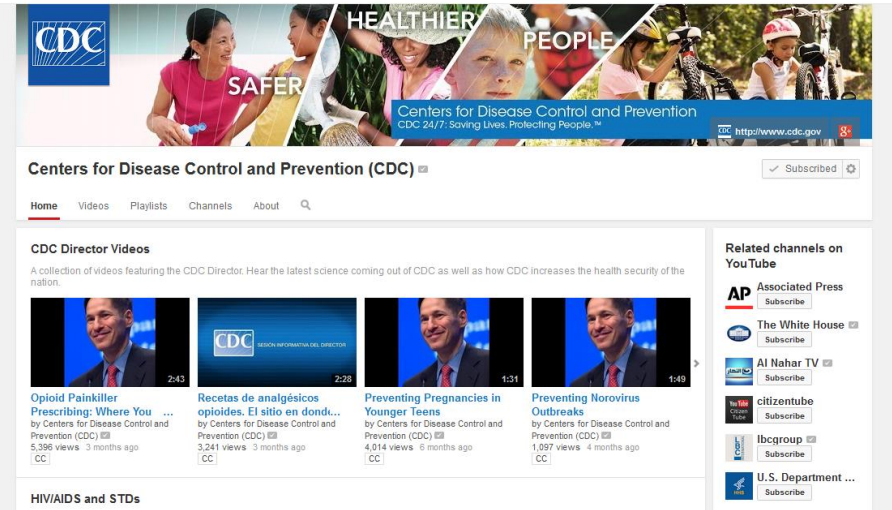 CDC
SAFER
HEALTHIER
PEOPLE
Centers for Disease Control and Prevention
CDC 24/7: Saving Lives. Protecting People.™
CDC http://www.cdc.gov g+
Centers for Disease Control and Prevention (CDC)
Subscribed
Home Videos Playlists Channels About
CDC Director Videos
A collection of videos featuring the CDC Director. Hear the latest science coming out of CDC as well as how CDC increases the health security of the
nation.
2:43
Opioid Painkiller
Prescribing: Where You ...
by Centers for Disease Control and
Prevention (CDC)
5,396 views 3 months ago
CC
CDC SESIÓN INFORMATIVA DEL DIRECTOR
2:28
Recetas de analgésicos
opioides. El sitio en dond...
by Centers for Disease Control and
Prevention (CDC)
3,241 views 3 months ago
CC
1:31
Preventing Pregnancies in
Younger Teens
by Centers for Disease Control and
Prevention (CDC)
4,014 views 6 months ago
CC
1:49
Preventing Norovirus
Outbreaks
by Centers for Disease Control and
Prevention (CDC)
1,097 views 4 months ago
CC
HIV/AIDS and STDs
Related channels on
YouTube
AP
Associated Press
Subscribe
The White House
Subscribe
Al Nahar TV
Subscribe
You Tube
Citizen
Tube
citizentube
Subscribe
lbcgroup
Subscribe
U.S. Department ...
Subscribe